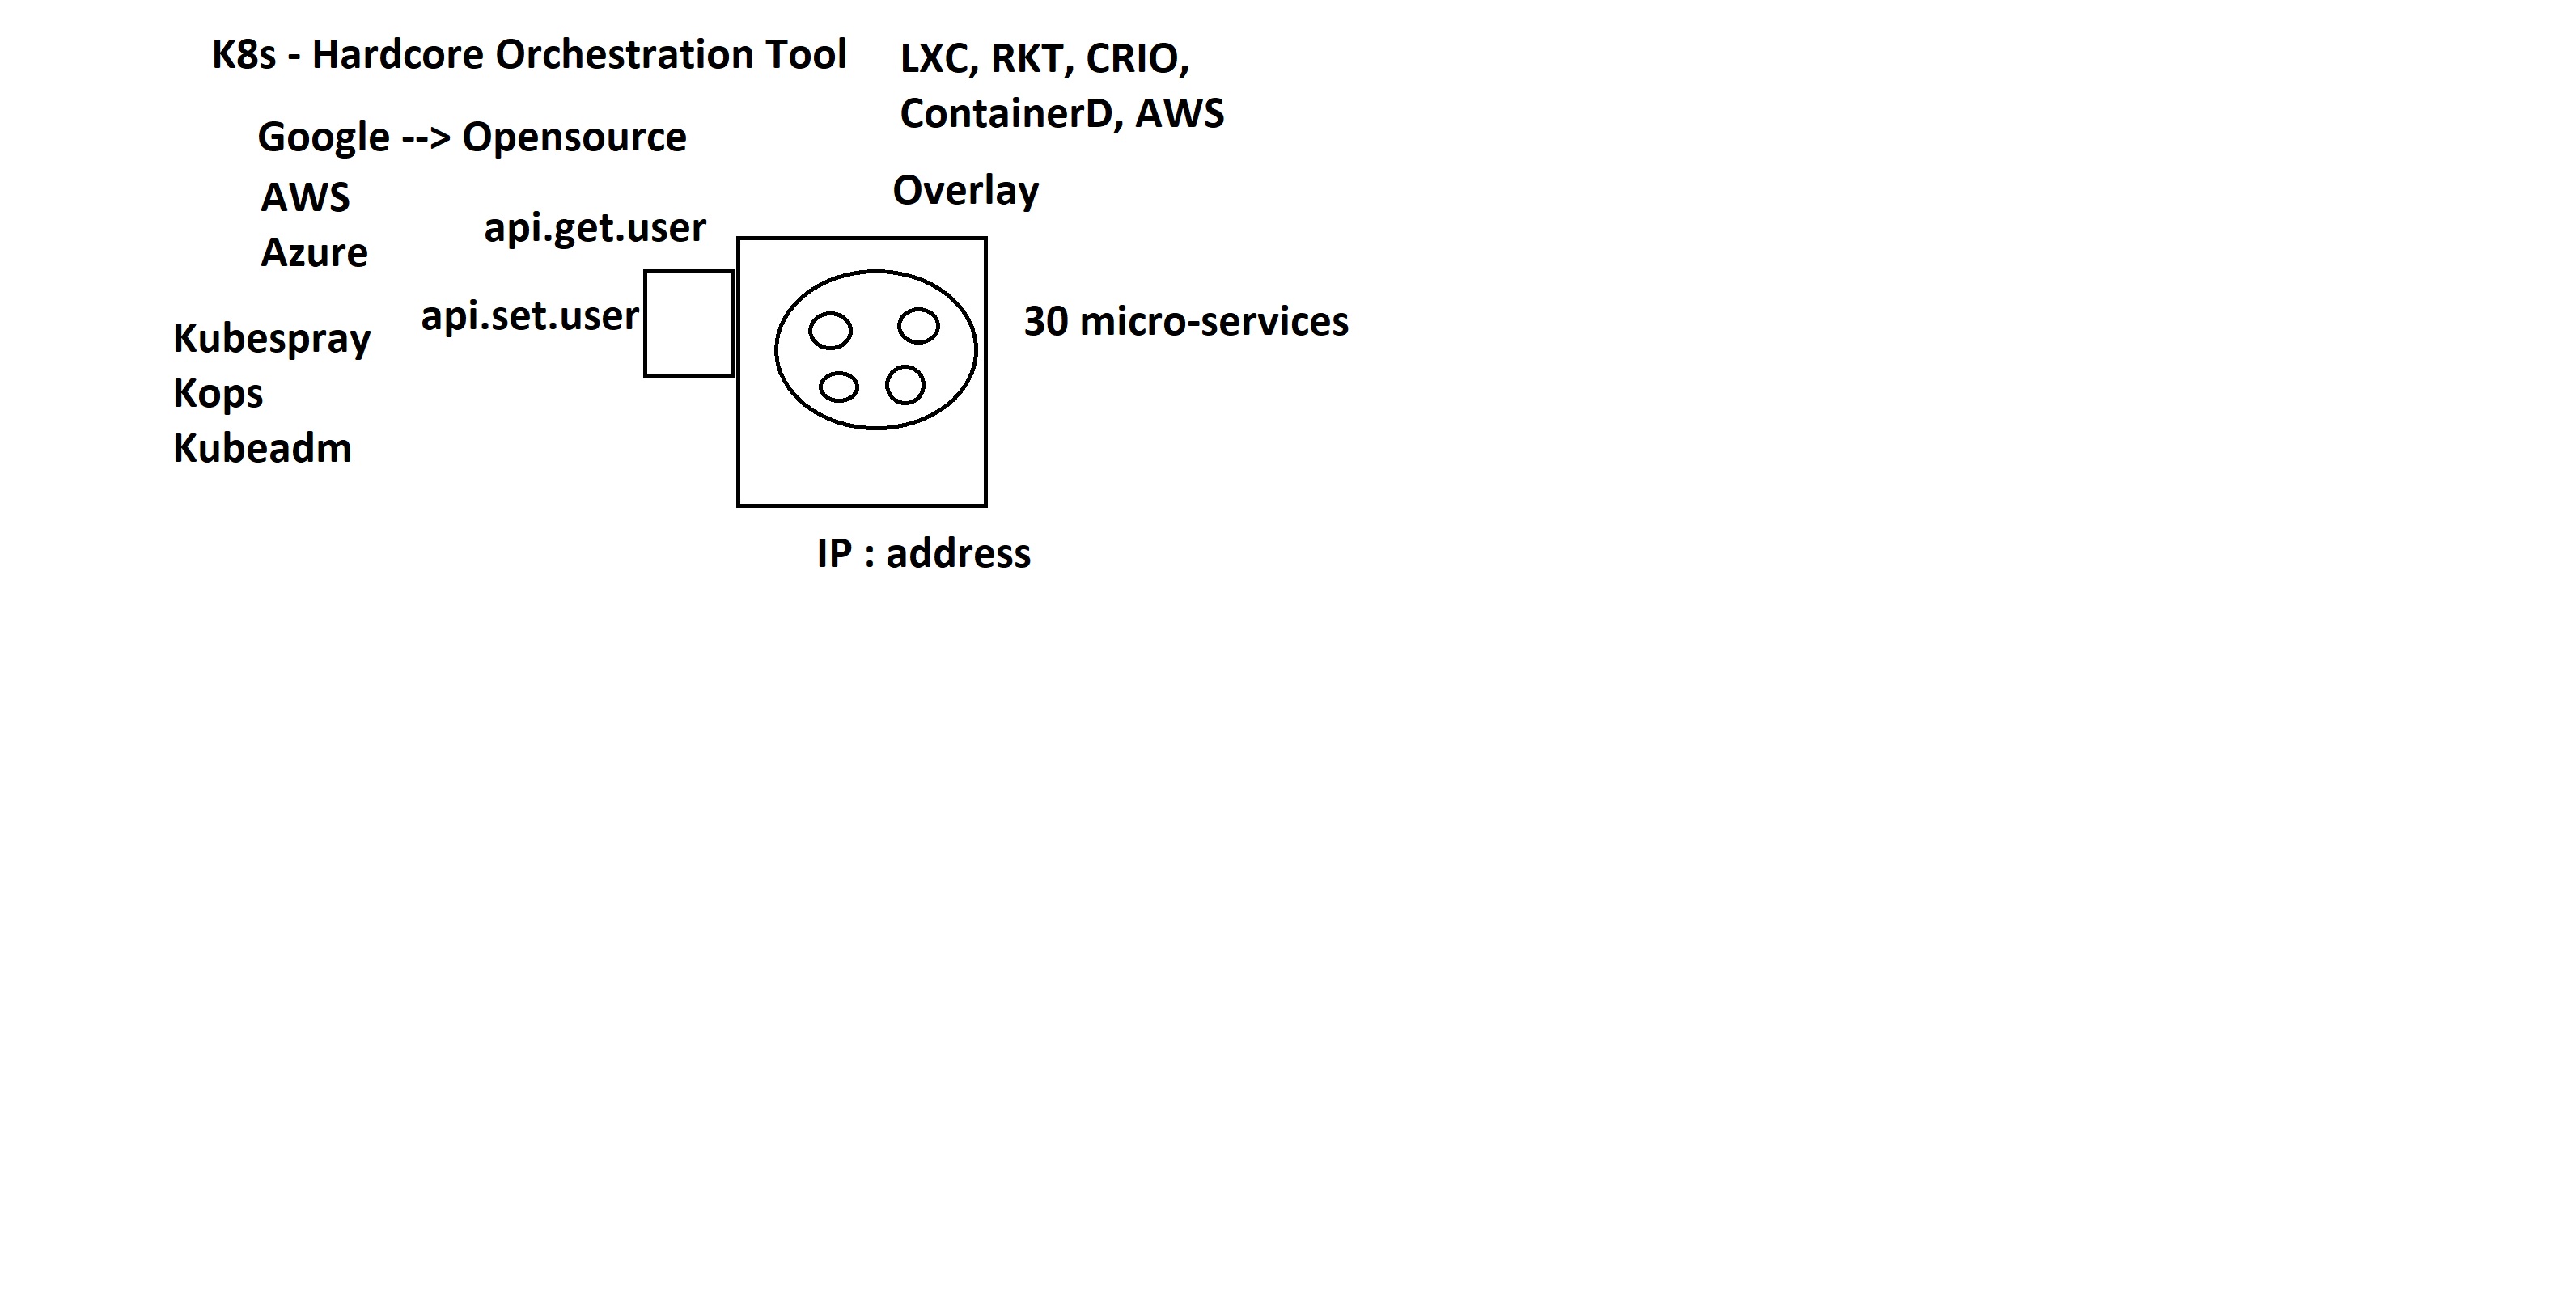 K8s - Hardcore Orchestration Tool
LXC, RKT, CRIO,
ContainerD, AWS
Google --> Opensource
AWS
Azure
Overlay
api.get.user
api.set.user
30 micro-services
Kubespray
Kops
Kubeadm
IP : address